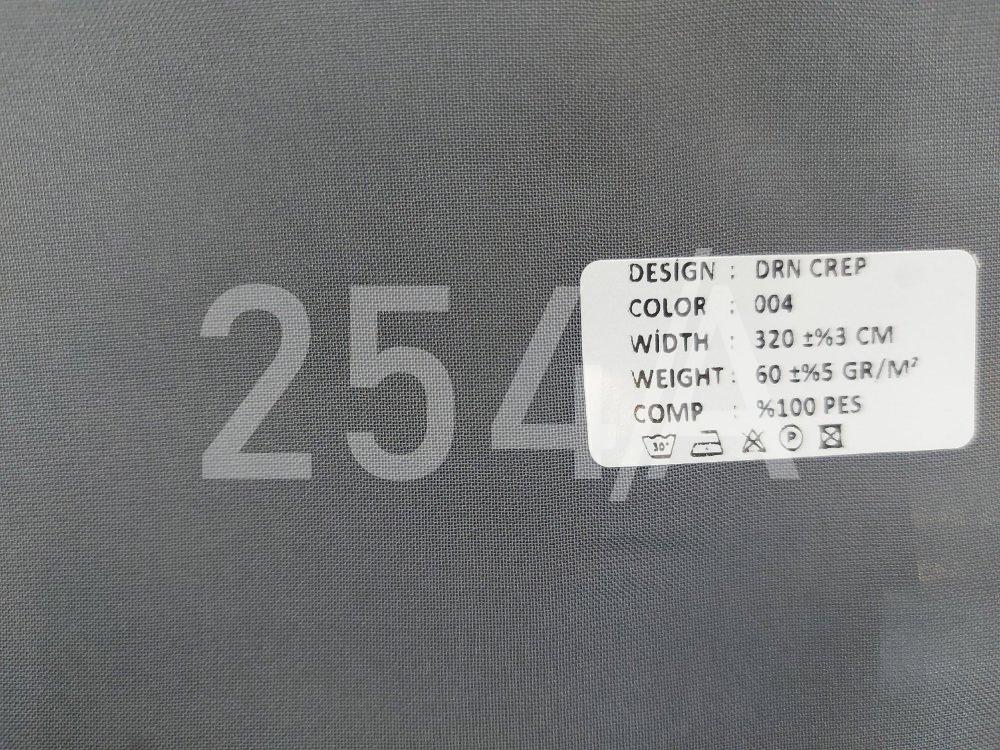 254/A
DESİGN : DRN CREP
COLOR : 004
WİDTH : 320 ±%3 CM
WEIGHT : 60 ±%5 GR/M²
COMP : %100 PES
30°
P